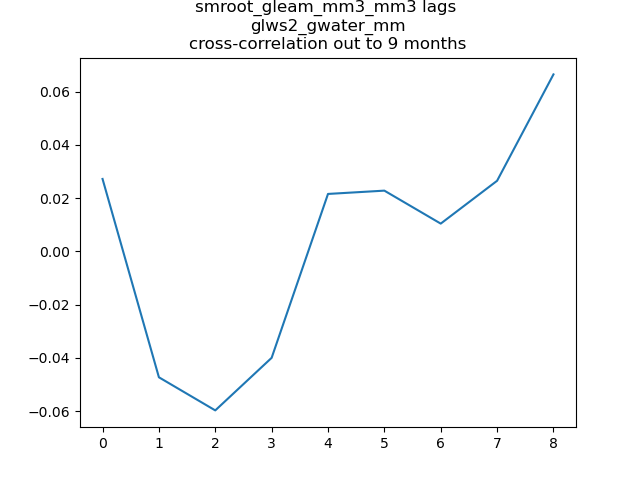 smroot_gleam_mm3_mm3 lags
glws2_gwater_mm
cross-correlation out to 9 months
0.06
0.04
0.02
0.00
−0.02
−0.04
−0.06
0 1 2 3 4 5 6 7 8